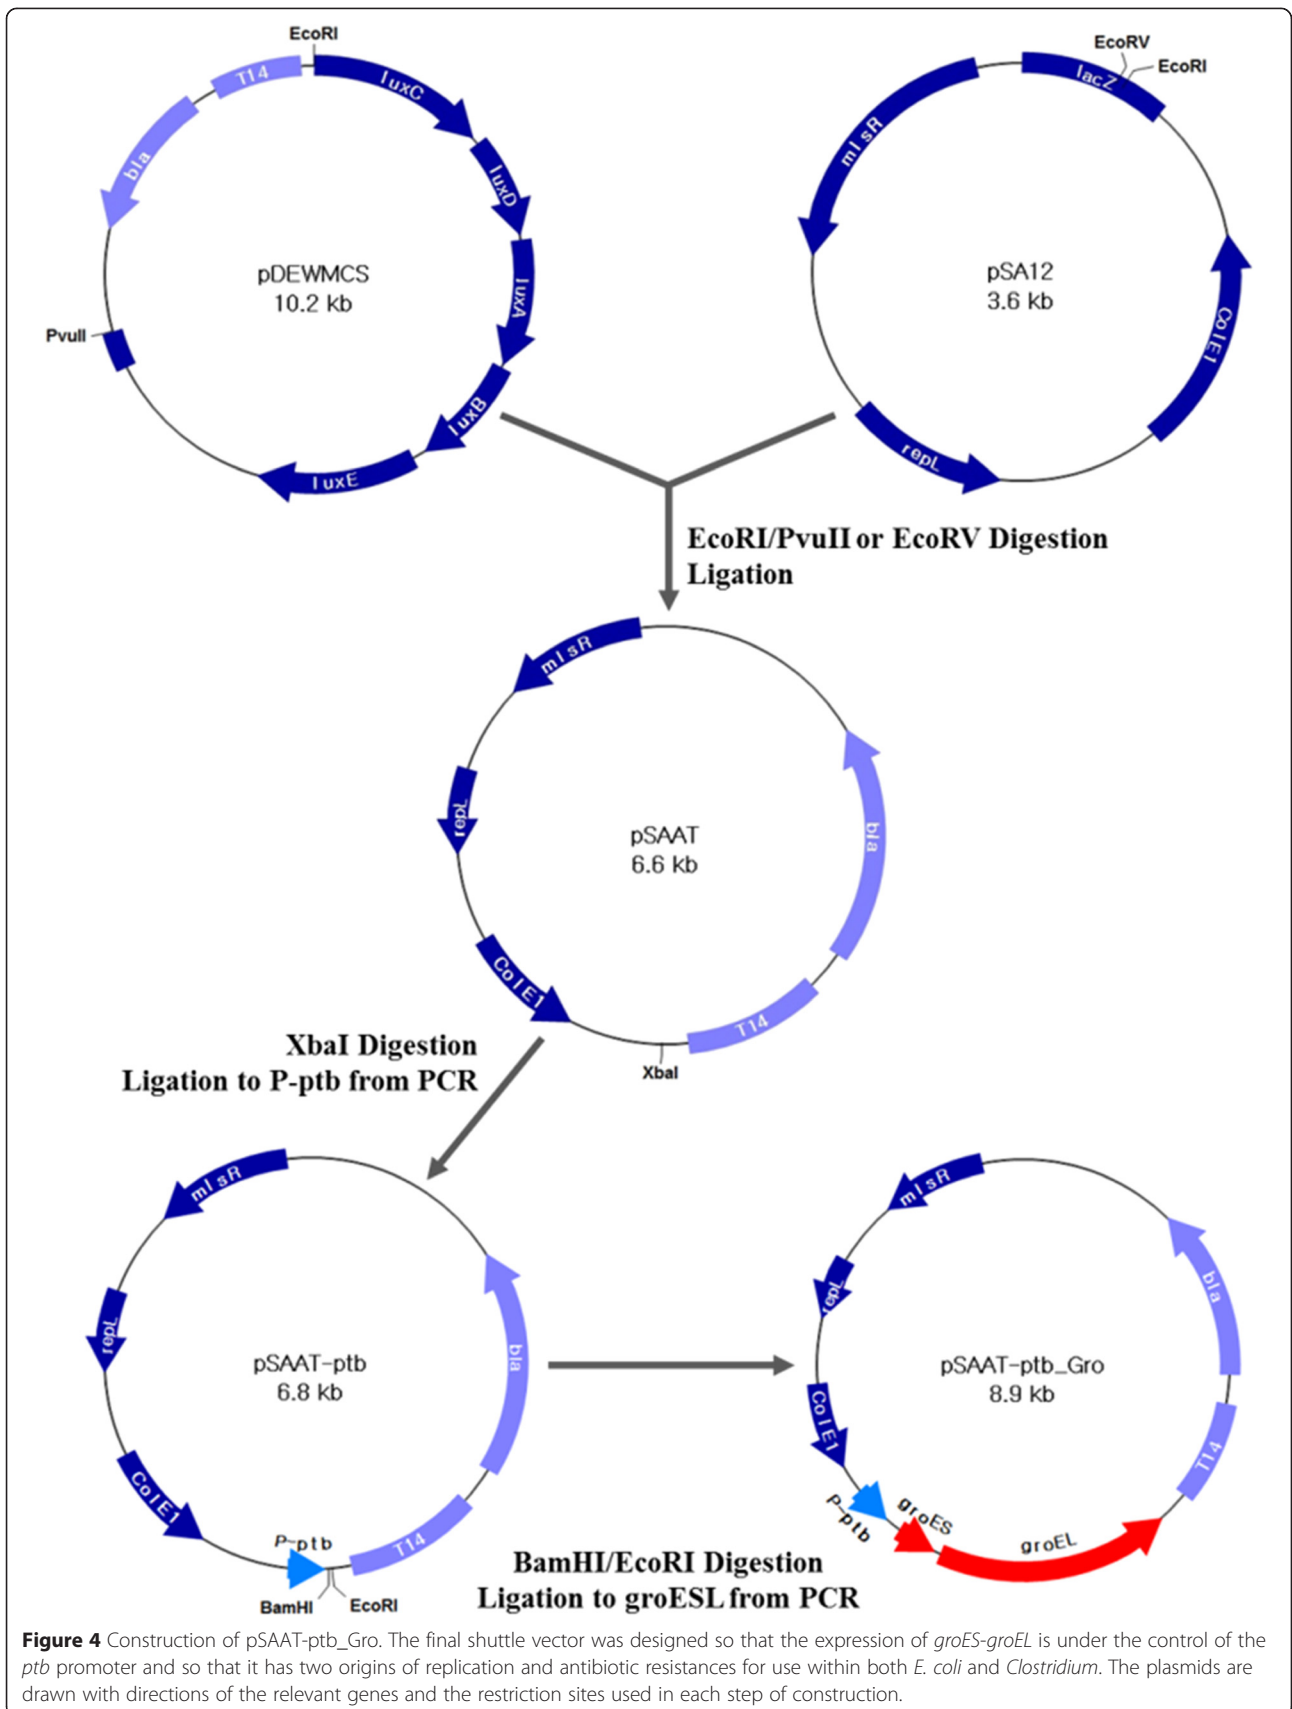 EcoRI
T14
luxC
bla
luxD
pDEWMCS
10.2 kb
luxA
PvuII
luxB
luxE
EcoRV
EcoRI
lacZ
mlsR
pSA12
3.6 kb
ColE1
repL
EcoRI/PvuII or EcoRV Digestion
Ligation
mlsR
repL
pSAAT
6.6 kb
bla
ColE1
T14
XbaI
XbaI Digestion
Ligation to P-ptb from PCR
mlsR
repL
pSAAT-ptb
6.8 kb
bla
ColE1
P-ptb
T14
BamHI
EcoRI
mlsR
repL
bla
pSAAT-ptb_Gro
8.9 kb
ColE1
T14
P-ptb
groES
groEL
BamHI/EcoRI Digestion
Ligation to groESL from PCR
Figure 4 Construction of pSAAT-ptb_Gro. The final shuttle vector was designed so that the expression of groES-groEL is under the control of the
ptb promoter and so that it has two origins of replication and antibiotic resistances for use within both E. coli and Clostridium. The plasmids are
drawn with directions of the relevant genes and the restriction sites used in each step of construction.